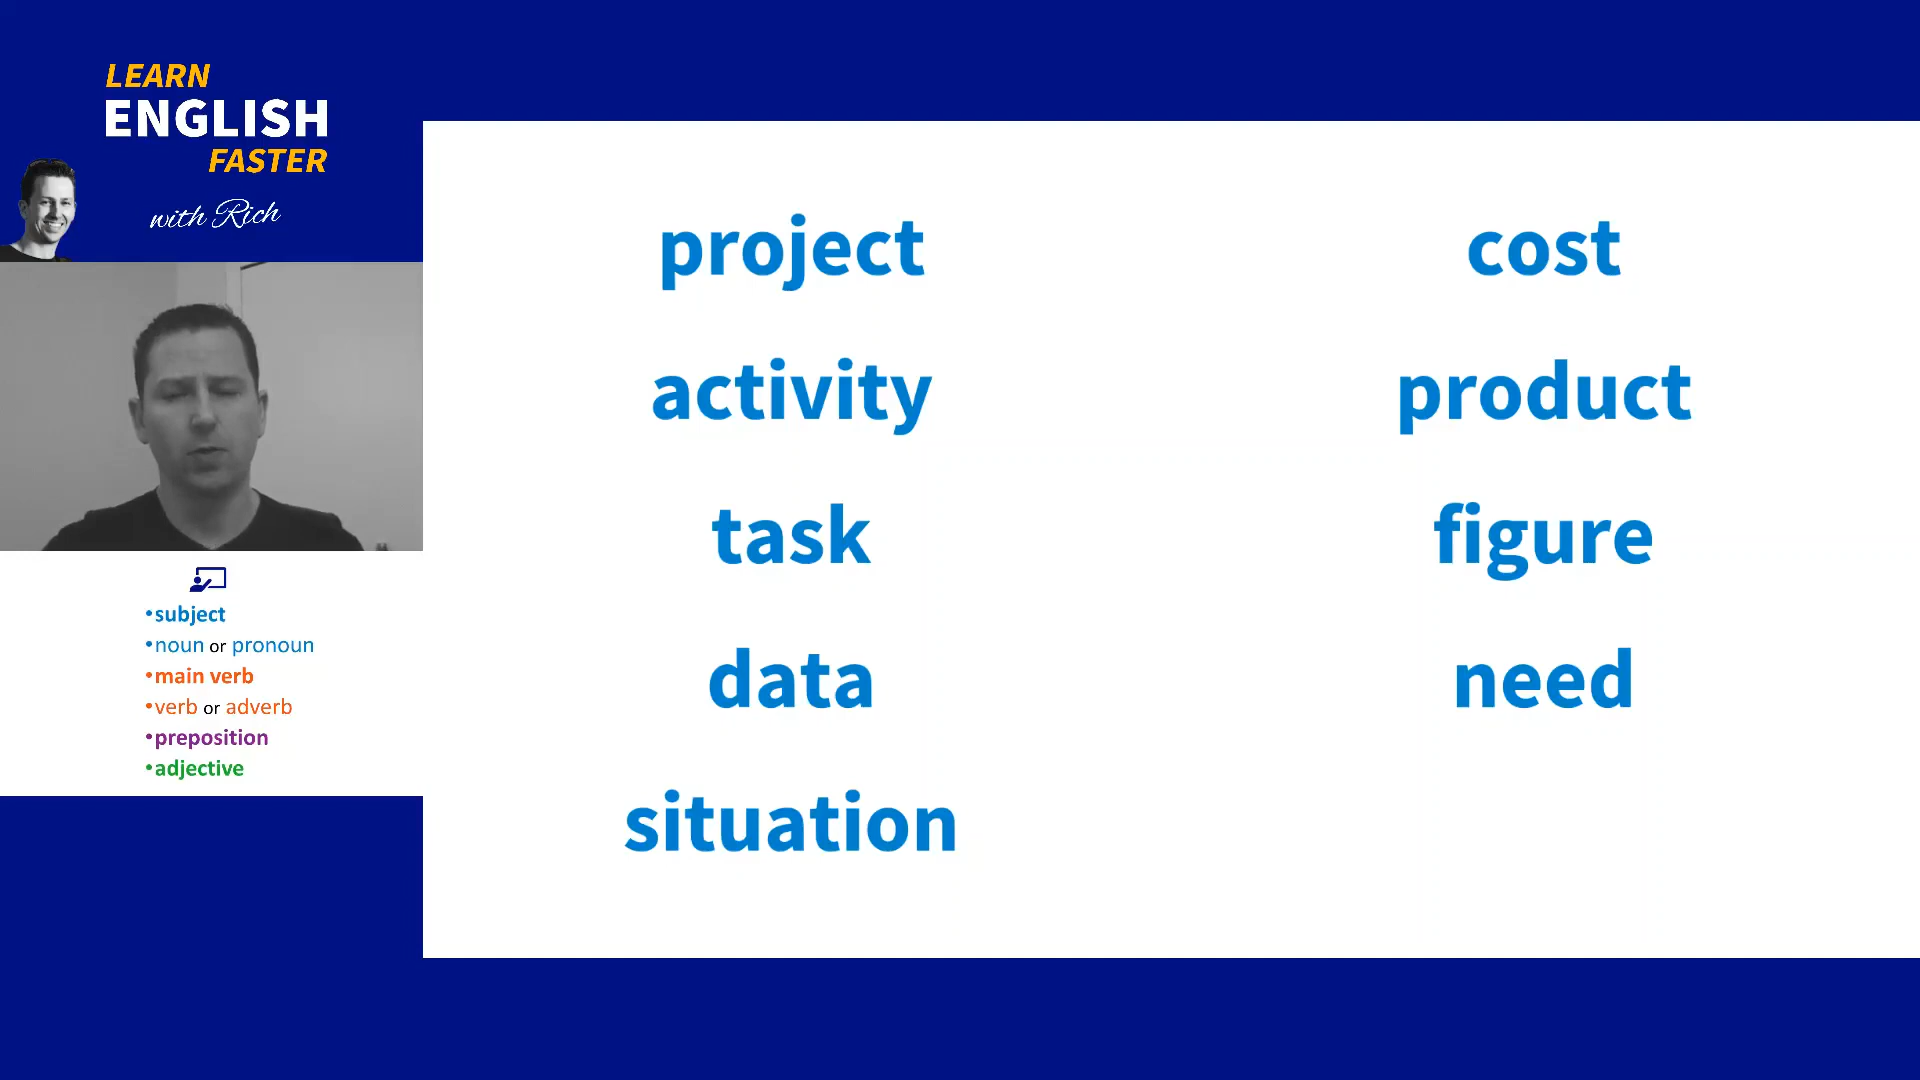 LEARN
ENGLISH
FASTER
with Rich
•subject
•noun or pronoun
•main verb
•verb or adverb
•preposition
•adjective
project
activity
task
data
situation
cost
product
figure
need